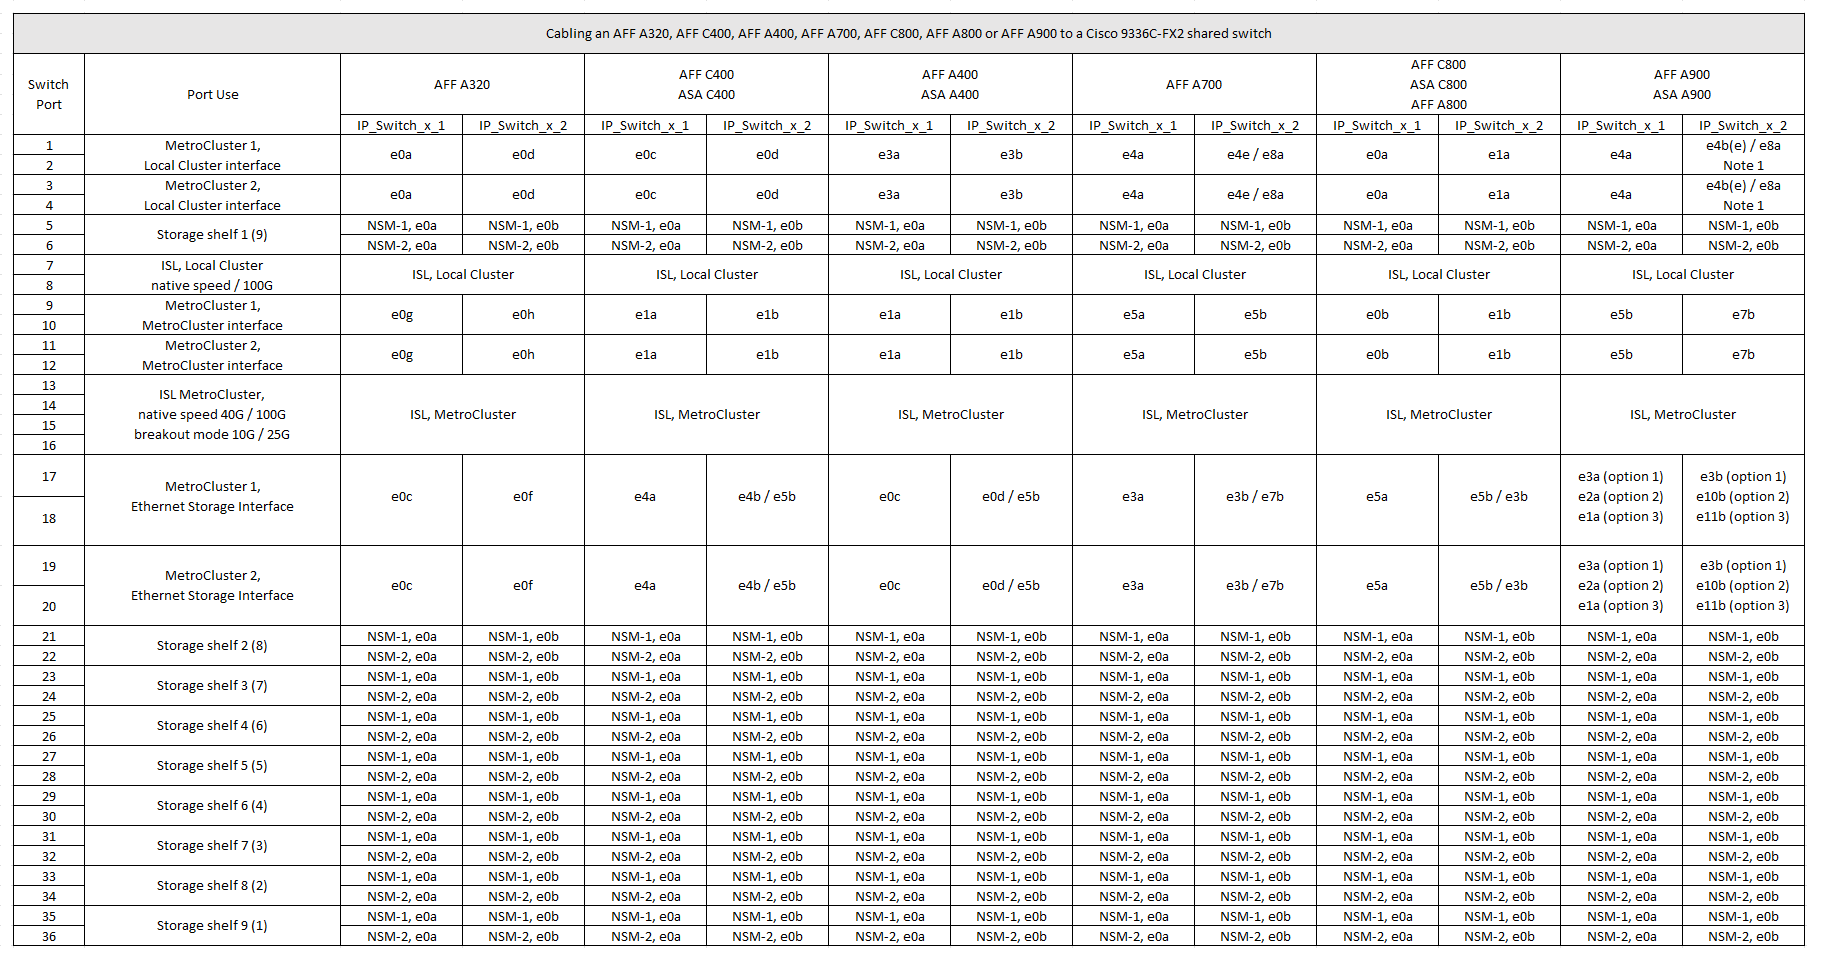 Cabling an AFF A320, AFF C400, AFF A400, AFF A700, AFF C800, AFF A800 or AFF A900 to a Cisco 9336C-FX2 shared switch
Switch Port | Port Use | AFF A320 | AFF C400 ASA C400 | AFF A400 ASA A400 | AFF A700 | AFF C800 ASA C800 AFF A800 | AFF A900 ASA A900
IP_Switch_x_1 IP_Switch_x_2 IP_Switch_x_1 IP_Switch_x_2 IP_Switch_x_1 IP_Switch_x_2 IP_Switch_x_1 IP_Switch_x_2 IP_Switch_x_1 IP_Switch_x_2 IP_Switch_x_1 IP_Switch_x_2
1
2
MetroCluster 1,
Local Cluster interface
e0a e0d e0c e0d e3a e3b e4a e4e / e8a e0a e1a e4a e4b(e) / e8a
Note 1
3
4
MetroCluster 2,
Local Cluster interface
e0a e0d e0c e0d e3a e3b e4a e4e / e8a e0a e1a e4a e4b(e) / e8a
Note 1
Storage shelf 1 (9)
5 NSM-1, e0a NSM-1, e0b NSM-1, e0a NSM-1, e0b NSM-1, e0a NSM-1, e0b NSM-1, e0a NSM-1, e0b NSM-1, e0a NSM-1, e0b NSM-1, e0a NSM-1, e0b
6 NSM-2, e0a NSM-2, e0b NSM-2, e0a NSM-2, e0b NSM-2, e0a NSM-2, e0b NSM-2, e0a NSM-2, e0b NSM-2, e0a NSM-2, e0b NSM-2, e0a NSM-2, e0b
7
8
ISL, Local Cluster
native speed / 100G
ISL, Local Cluster ISL, Local Cluster ISL, Local Cluster ISL, Local Cluster ISL, Local Cluster ISL, Local Cluster
9
10
MetroCluster 1,
MetroCluster interface
e0g e0h e1a e1b e1a e1b e5a e5b e0b e1b e5b e7b
11
12
MetroCluster 2,
MetroCluster interface
e0g e0h e1a e1b e1a e1b e5a e5b e0b e1b e5b e7b
13
14
15
16
ISL MetroCluster,
native speed 40G / 100G
breakout mode 10G / 25G
ISL, MetroCluster ISL, MetroCluster ISL, MetroCluster ISL, MetroCluster ISL, MetroCluster ISL, MetroCluster
17
18
MetroCluster 1,
Ethernet Storage Interface
e0c e0f e4a e4b / e5b e0c e0d / e5b e3a e3b / e7b e5a e5b / e3b
e3a (option 1) e3b (option 1)
e2a (option 2) e10b (option 2)
e1a (option 3) e11b (option 3)
19
20
MetroCluster 2,
Ethernet Storage Interface
e0c e0f e4a e4b / e5b e0c e0d / e5b e3a e3b / e7b e5a e5b / e3b
e3a (option 1) e3b (option 1)
e2a (option 2) e10b (option 2)
e1a (option 3) e11b (option 3)
Storage shelf 2 (8)
21 NSM-1, e0a NSM-1, e0b NSM-1, e0a NSM-1, e0b NSM-1, e0a NSM-1, e0b NSM-1, e0a NSM-1, e0b NSM-1, e0a NSM-1, e0b NSM-1, e0a NSM-1, e0b
22 NSM-2, e0a NSM-2, e0b NSM-2, e0a NSM-2, e0b NSM-2, e0a NSM-2, e0b NSM-2, e0a NSM-2, e0b NSM-2, e0a NSM-2, e0b NSM-2, e0a NSM-2, e0b
Storage shelf 3 (7)
23 NSM-1, e0a NSM-1, e0b NSM-1, e0a NSM-1, e0b NSM-1, e0a NSM-1, e0b NSM-1, e0a NSM-1, e0b NSM-1, e0a NSM-1, e0b NSM-1, e0a NSM-1, e0b
24 NSM-2, e0a NSM-2, e0b NSM-2, e0a NSM-2, e0b NSM-2, e0a NSM-2, e0b NSM-2, e0a NSM-2, e0b NSM-2, e0a NSM-2, e0b NSM-2, e0a NSM-2, e0b
Storage shelf 4 (6)
25 NSM-1, e0a NSM-1, e0b NSM-1, e0a NSM-1, e0b NSM-1, e0a NSM-1, e0b NSM-1, e0a NSM-1, e0b NSM-1, e0a NSM-1, e0b NSM-1, e0a NSM-1, e0b
26 NSM-2, e0a NSM-2, e0b NSM-2, e0a NSM-2, e0b NSM-2, e0a NSM-2, e0b NSM-2, e0a NSM-2, e0b NSM-2, e0a NSM-2, e0b NSM-2, e0a NSM-2, e0b
Storage shelf 5 (5)
27 NSM-1, e0a NSM-1, e0b NSM-1, e0a NSM-1, e0b NSM-1, e0a NSM-1, e0b NSM-1, e0a NSM-1, e0b NSM-1, e0a NSM-1, e0b NSM-1, e0a NSM-1, e0b
28 NSM-2, e0a NSM-2, e0b NSM-2, e0a NSM-2, e0b NSM-2, e0a NSM-2, e0b NSM-2, e0a NSM-2, e0b NSM-2, e0a NSM-2, e0b NSM-2, e0a NSM-2, e0b
Storage shelf 6 (4)
29 NSM-1, e0a NSM-1, e0b NSM-1, e0a NSM-1, e0b NSM-1, e0a NSM-1, e0b NSM-1, e0a NSM-1, e0b NSM-1, e0a NSM-1, e0b NSM-1, e0a NSM-1, e0b
30 NSM-2, e0a NSM-2, e0b NSM-2, e0a NSM-2, e0b NSM-2, e0a NSM-2, e0b NSM-2, e0a NSM-2, e0b NSM-2, e0a NSM-2, e0b NSM-2, e0a NSM-2, e0b
Storage shelf 7 (3)
31 NSM-1, e0a NSM-1, e0b NSM-1, e0a NSM-1, e0b NSM-1, e0a NSM-1, e0b NSM-1, e0a NSM-1, e0b NSM-1, e0a NSM-1, e0b NSM-1, e0a NSM-1, e0b
32 NSM-2, e0a NSM-2, e0b NSM-2, e0a NSM-2, e0b NSM-2, e0a NSM-2, e0b NSM-2, e0a NSM-2, e0b NSM-2, e0a NSM-2, e0b NSM-2, e0a NSM-2, e0b
Storage shelf 8 (2)
33 NSM-1, e0a NSM-1, e0b NSM-1, e0a NSM-1, e0b NSM-1, e0a NSM-1, e0b NSM-1, e0a NSM-1, e0b NSM-1, e0a NSM-1, e0b NSM-1, e0a NSM-1, e0b
34 NSM-2, e0a NSM-2, e0b NSM-2, e0a NSM-2, e0b NSM-2, e0a NSM-2, e0b NSM-2, e0a NSM-2, e0b NSM-2, e0a NSM-2, e0b NSM-2, e0a NSM-2, e0b
Storage shelf 9 (1)
35 NSM-1, e0a NSM-1, e0b NSM-1, e0a NSM-1, e0b NSM-1, e0a NSM-1, e0b NSM-1, e0a NSM-1, e0b NSM-1, e0a NSM-1, e0b NSM-1, e0a NSM-1, e0b
36 NSM-2, e0a NSM-2, e0b NSM-2, e0a NSM-2, e0b NSM-2, e0a NSM-2, e0b NSM-2, e0a NSM-2, e0b NSM-2, e0a NSM-2, e0b NSM-2, e0a NSM-2, e0b